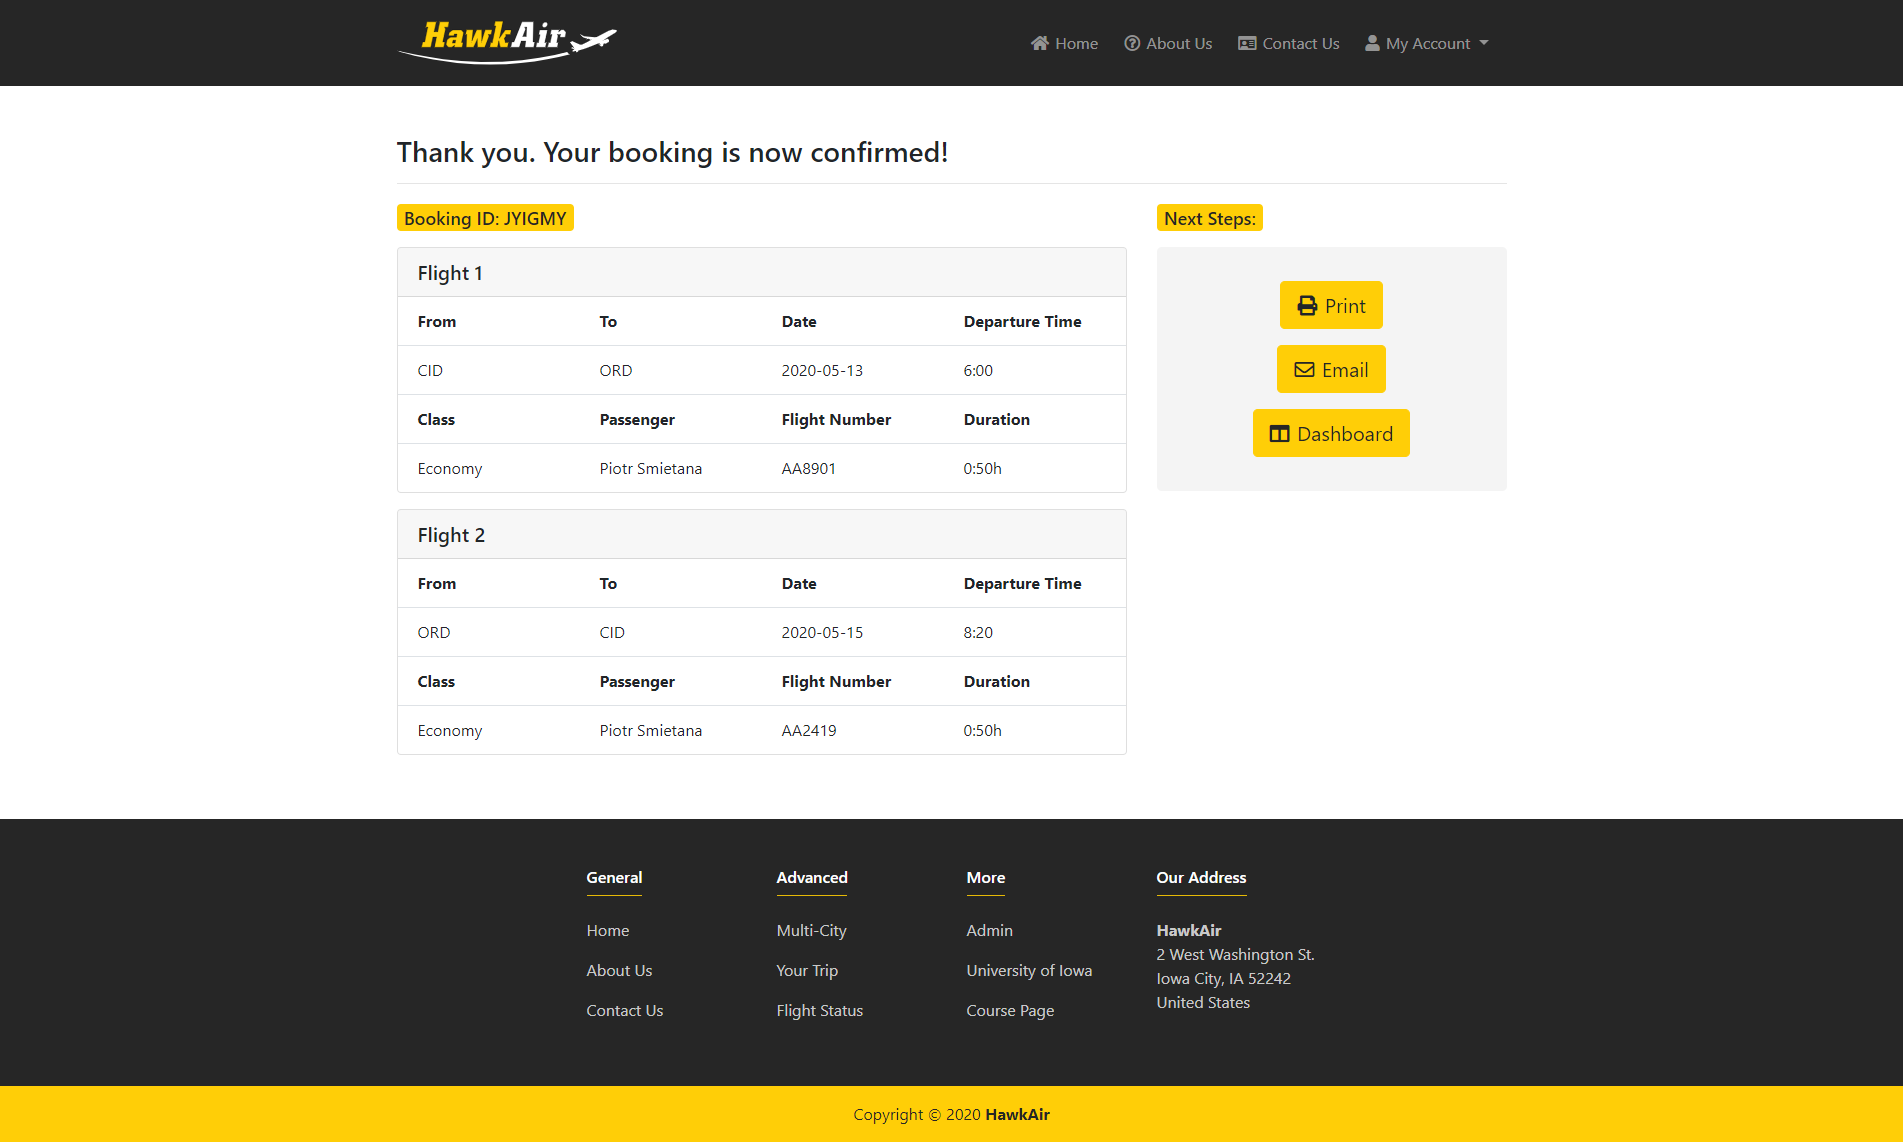 HawkAir
Home About Us Contact Us My Account
Thank you. Your booking is now confirmed!
Booking ID: JYIGMY
Next Steps:
Flight 1
From To Date Departure Time
CID ORD 2020-05-13 6:00
Class Passenger Flight Number Duration
Economy Piotr Smietana AA8901 0:50h
Print
Email
Dashboard
Flight 2
From To Date Departure Time
ORD CID 2020-05-15 8:20
Class Passenger Flight Number Duration
Economy Piotr Smietana AA2419 0:50h
General
Home
About Us
Contact Us
Advanced
Multi-City
Your Trip
Flight Status
More
Admin
University of Iowa
Course Page
Our Address
HawkAir
2 West Washington St.
Iowa City, IA 52242
United States
Copyright © 2020 HawkAir